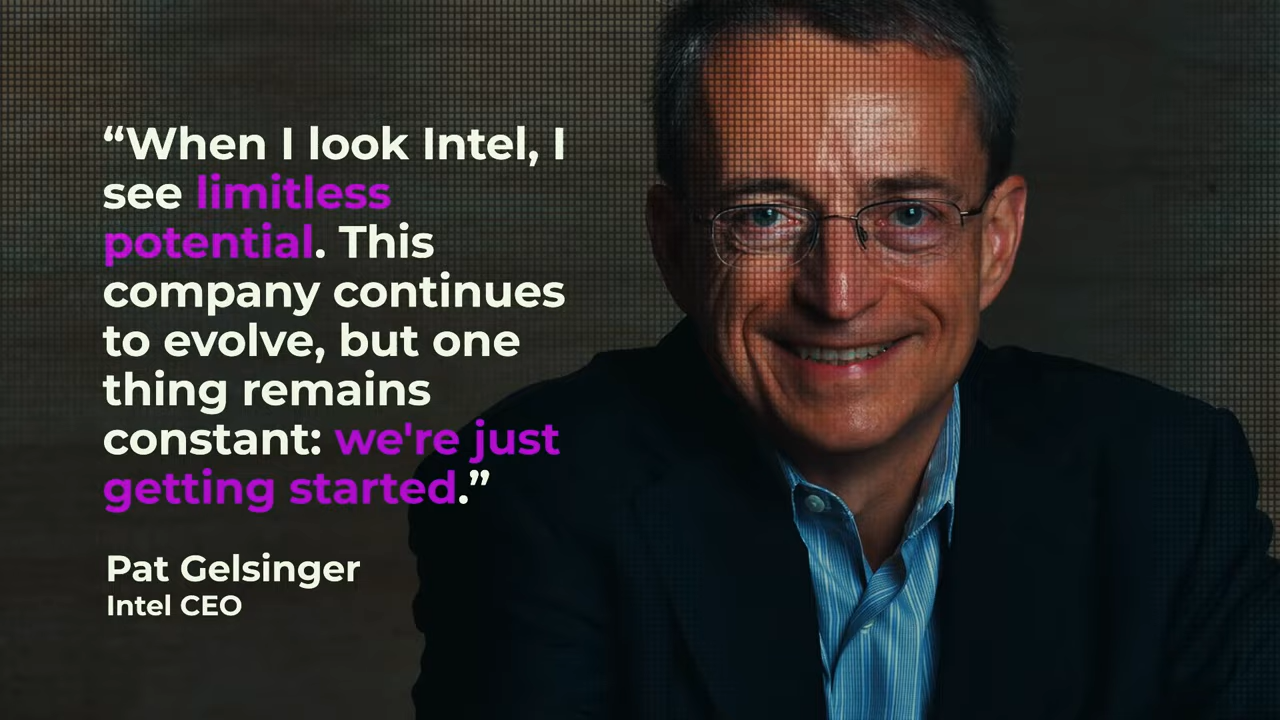 “When I look Intel, I
see limitless
potential. This
company continues
to evolve, but one
thing remains
constant: we're just
getting started.”
Pat Gelsinger
Intel CEO